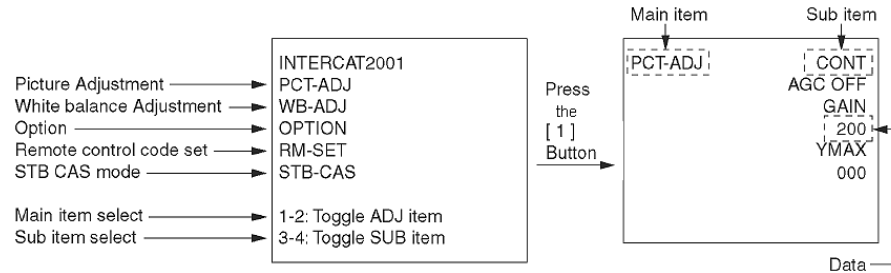 Main item
Sub item
INTERCAT2001
Picture Adjustment
PCT-ADJ
White balance Adjustment
WB-ADJ
Option
OPTION
Remote control code set
RM-SET
STB CAS mode
STB-CAS
Main item select
1-2: Toggle ADJ item
Sub item select
3-4: Toggle SUB item
Press
the
[ 1 ]
Button
PCT-ADJ
CONT
AGC OFF
GAIN
200
YMAX
000
Data